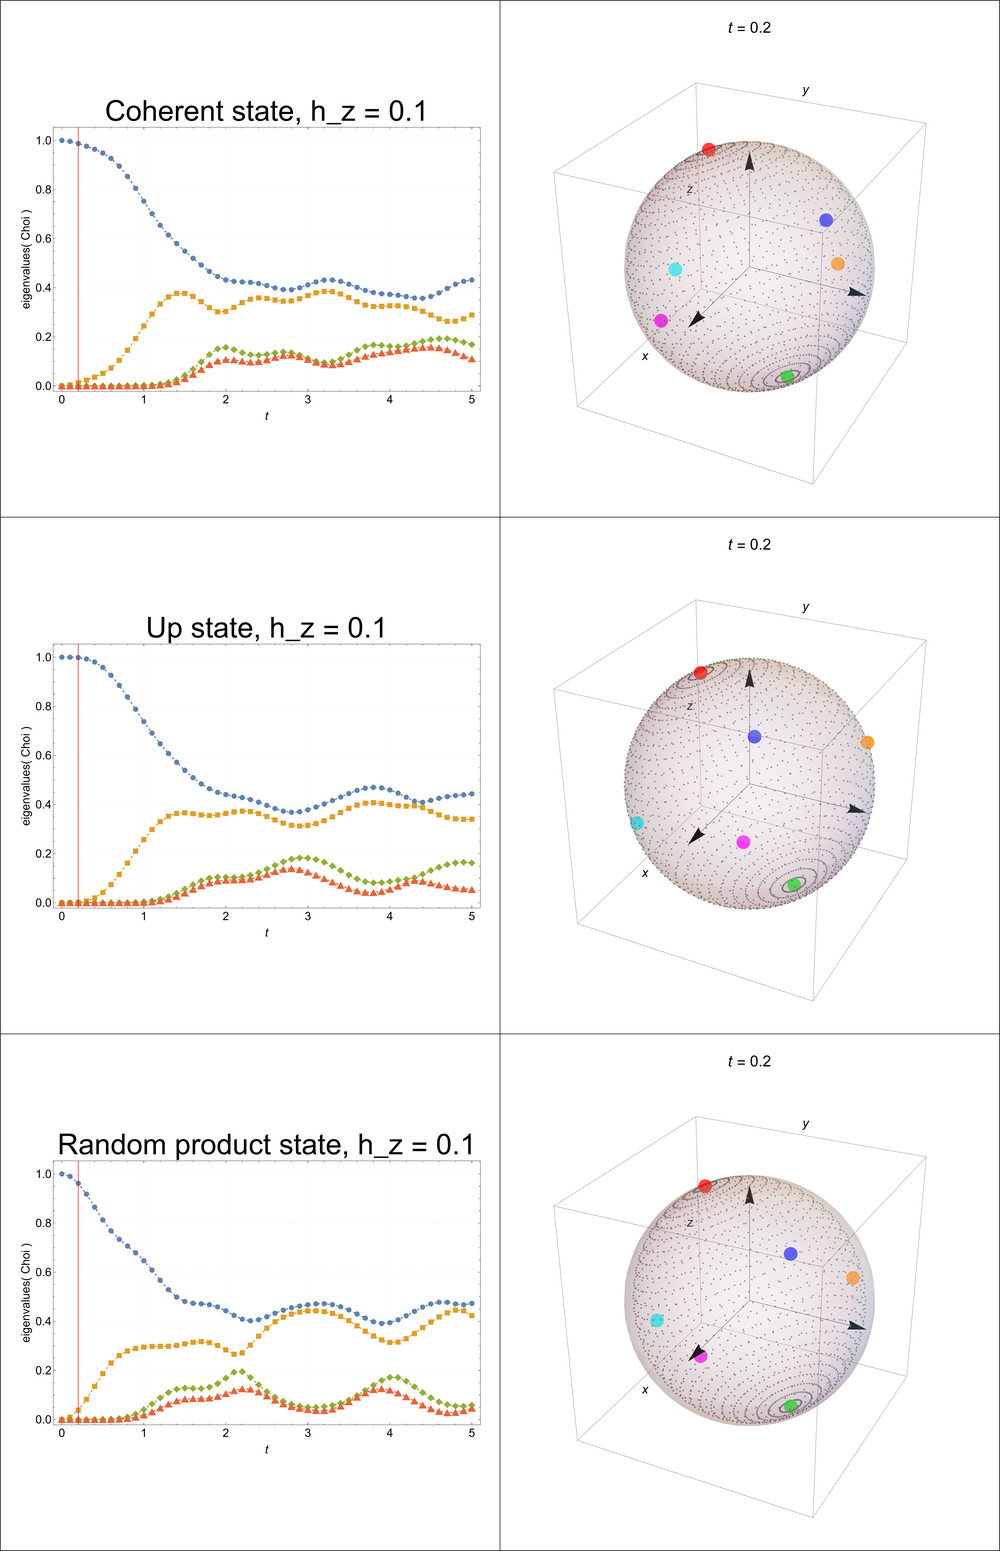 Coherent state, h_z = 0.1
eigenvalues( Choi )
1.0
0.8
0.6
0.4
0.2
0.0
0 1 2 3 4 5
t
t = 0.2
y
z
x
Up state, h_z = 0.1
eigenvalues( Choi )
1.0
0.8
0.6
0.4
0.2
0.0
0 1 2 3 4 5
t
t = 0.2
y
z
x
Random product state, h_z = 0.1
eigenvalues( Choi )
1.0
0.8
0.6
0.4
0.2
0.0
0 1 2 3 4 5
t
t = 0.2
y
z
x